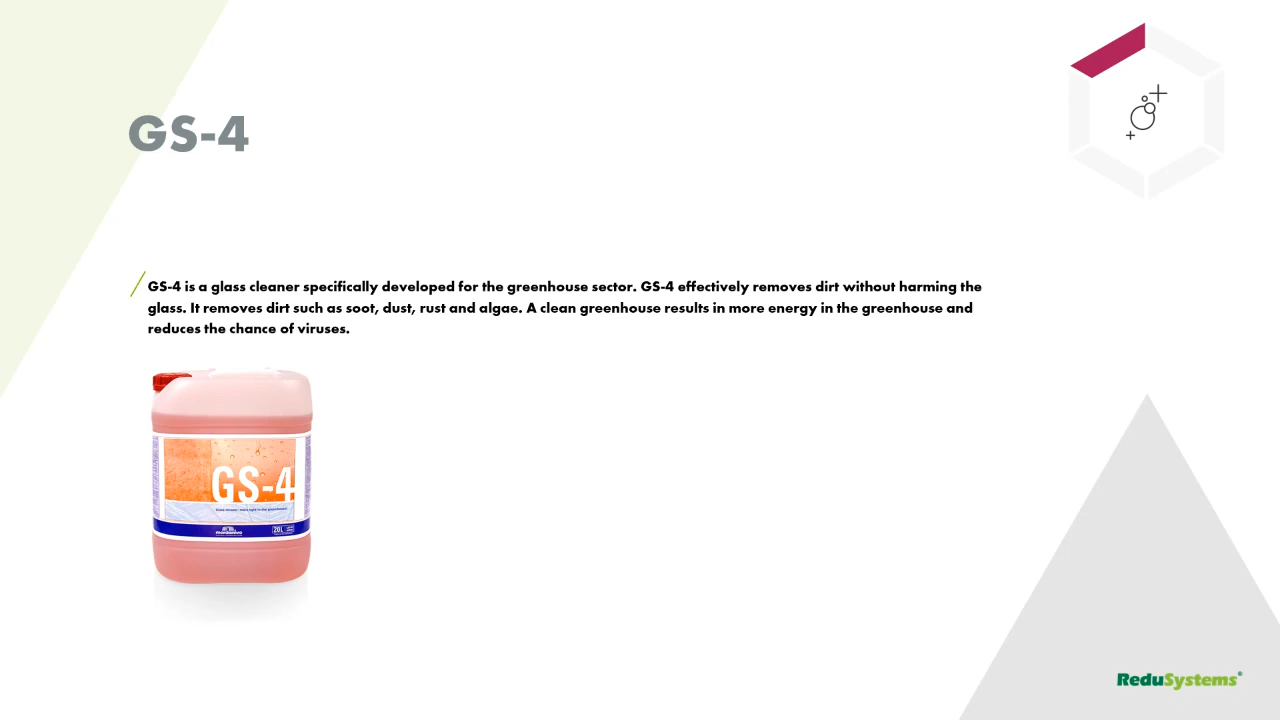 GS-4
GS-4 is a glass cleaner specifically developed for the greenhouse sector. GS-4 effectively removes dirt without harming the
glass. It removes dirt such as soot, dust, rust and algae. A clean greenhouse results in more energy in the greenhouse and
reduces the chance of viruses.
GS-4
20L
ReduSystems®